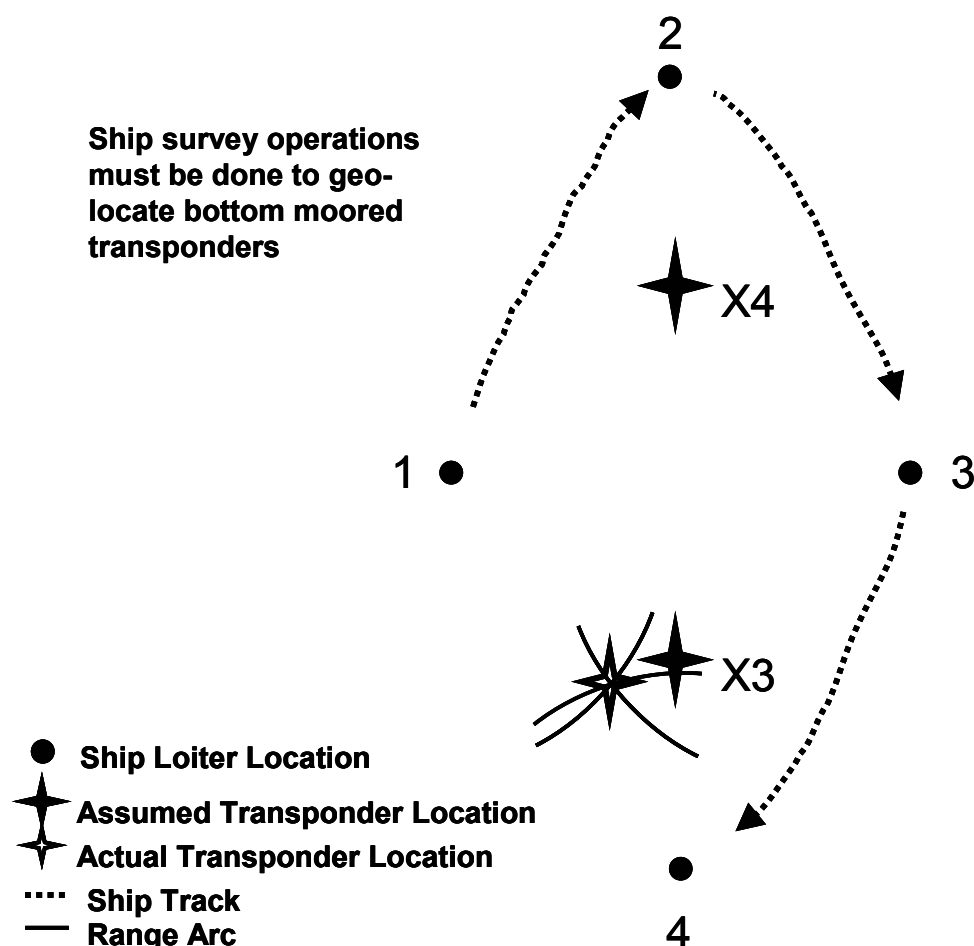 2
Ship survey operations
must be done to geo-
locate bottom moored
transponders
X4
1
3
X3
Ship Loiter Location
Assumed Transponder Location
Actual Transponder Location
Ship Track
Range Arc
4